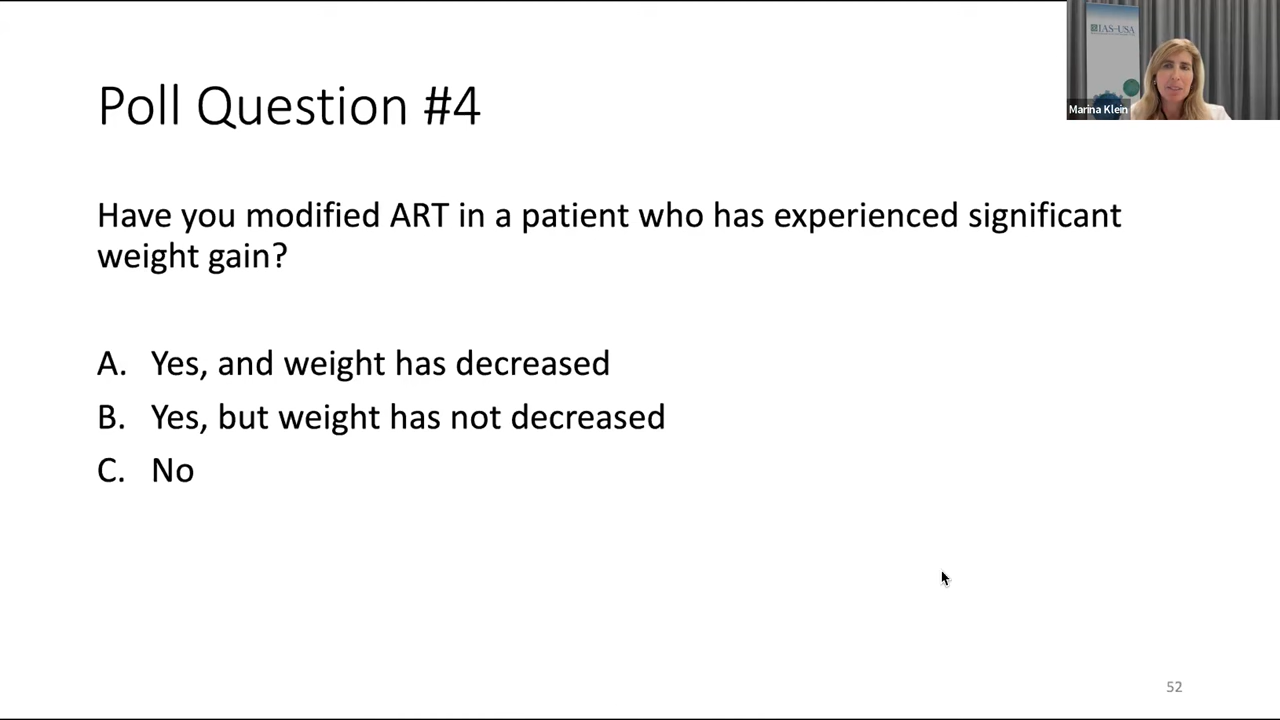 IAS–USA
Marina Klein
Poll Question #4
Have you modified ART in a patient who has experienced significant
weight gain?
A. Yes, and weight has decreased
B. Yes, but weight has not decreased
C. No
52